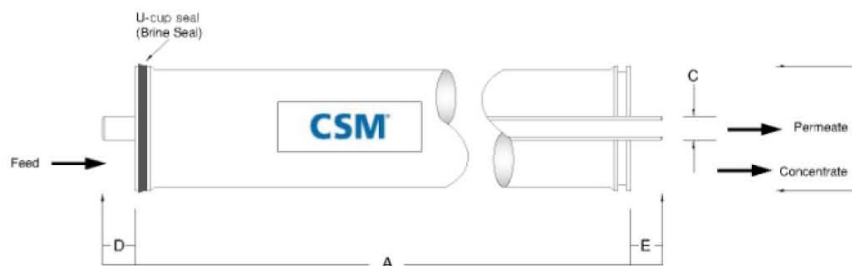 U-cup seal
(Brine Seal)
C
CSM
Permeate
Feed
Concentrate
D
E
A